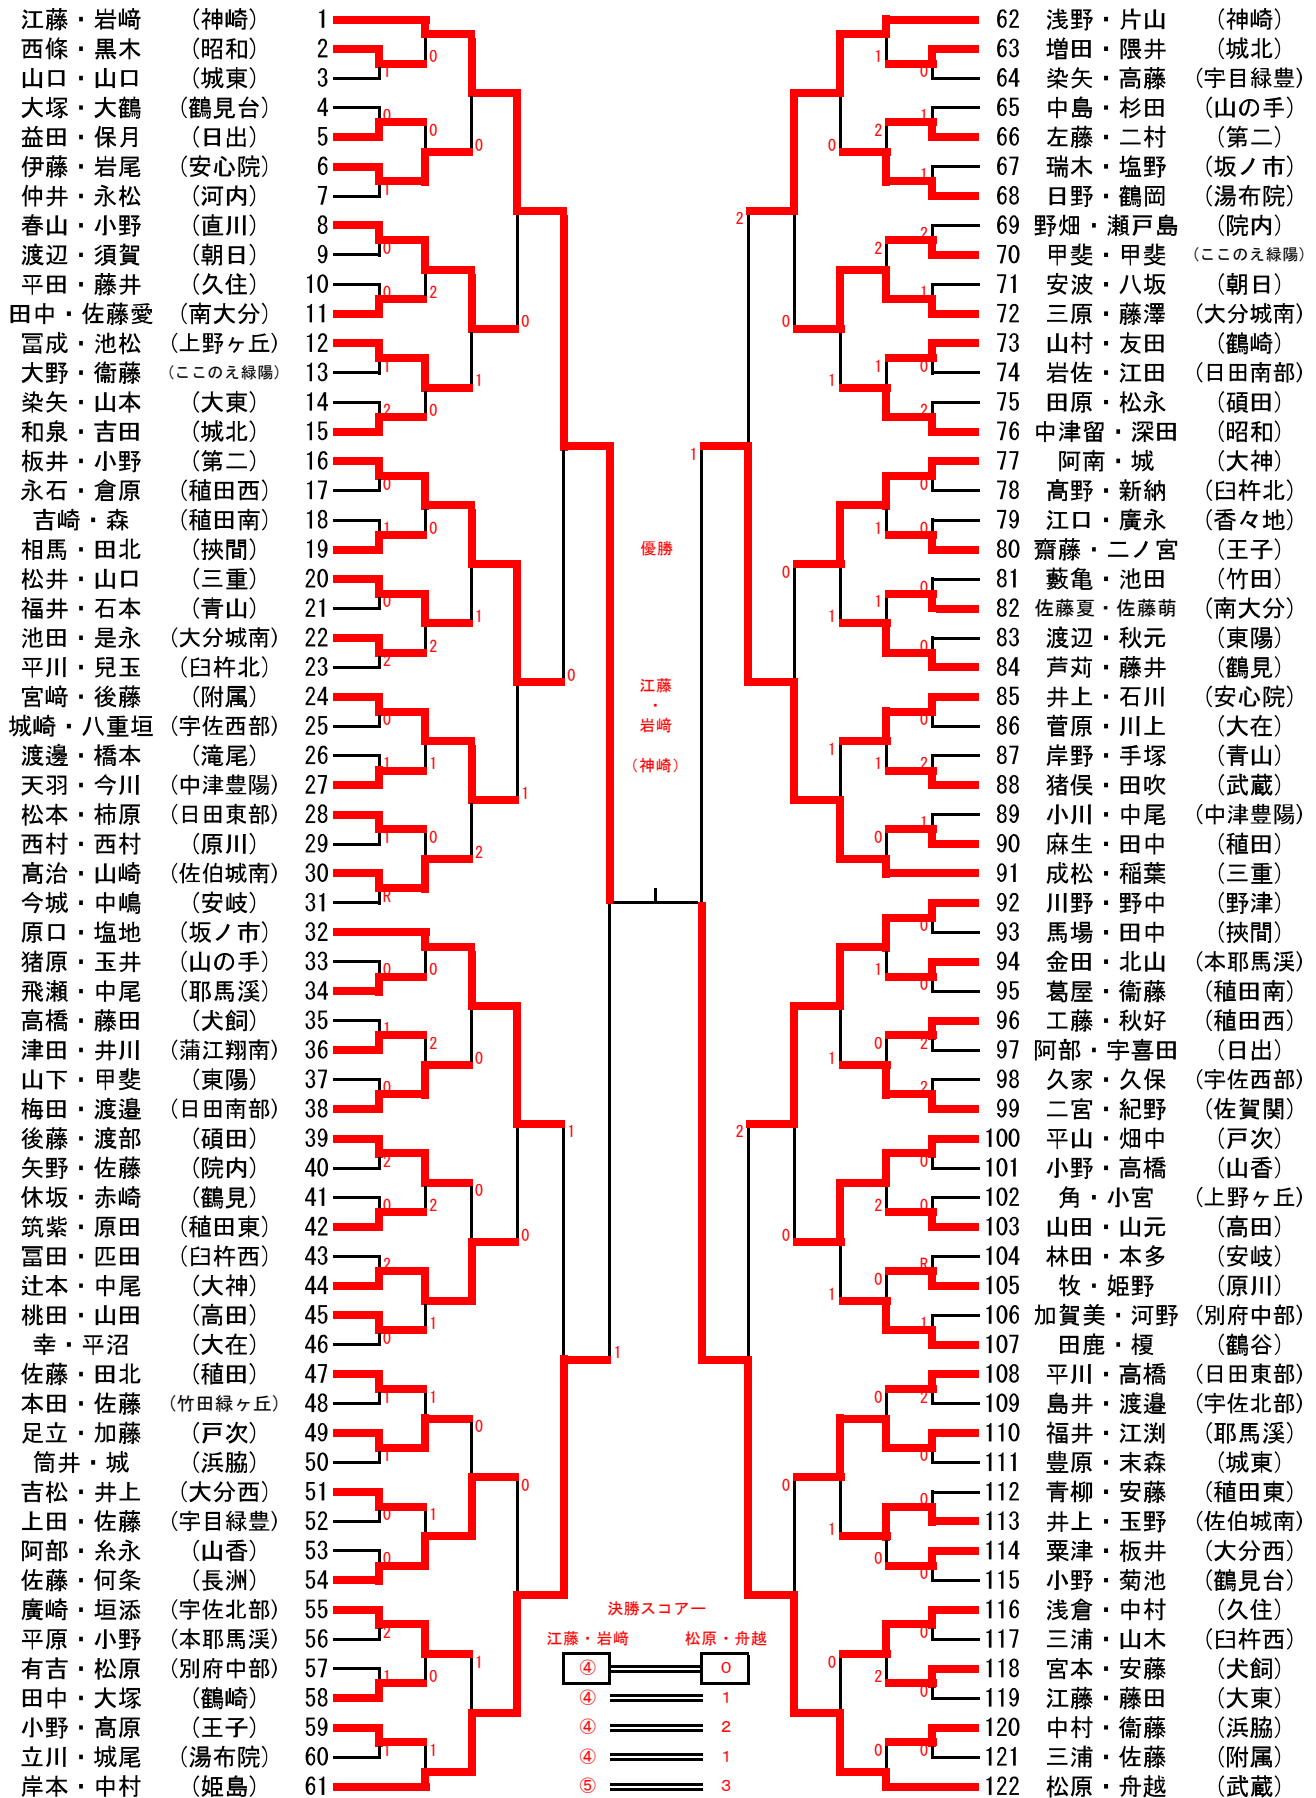 江藤・岩﨑 （神崎） 1
西條・黒木 （昭和） 2
山口・山口 （城東） 3
大塚・大鶴 （鶴見台） 4
益田・保月 （日出） 5
伊藤・岩尾 （安心院） 6
仲井・永松 （河内） 7
春山・小野 （直川） 8
渡辺・須賀 （朝日） 9
平田・藤井 （久住） 10
田中・佐藤愛 （南大分） 11
冨成・池松 （上野ヶ丘） 12
大野・衞藤 （ここのえ緑陽） 13
染矢・山本 （大東） 14
和泉・吉田 （城北） 15
板井・小野 （第二） 16
永石・倉原 （稙田西） 17
吉崎・森 （稙田南） 18
相馬・田北 （挾間） 19
松井・山口 （三重） 20
福井・石本 （青山） 21
池田・是永 （大分城南） 22
平川・兒玉 （臼杵北） 23
宮﨑・後藤 （附属） 24
城崎・八重垣 （宇佐西部） 25
渡邊・橋本 （滝尾） 26
天羽・今川 （中津豊陽） 27
松本・柿原 （日田東部） 28
西村・西村 （原川） 29
髙治・山崎 （佐伯城南） 30
今城・中嶋 （安岐） 31
原口・塩地 （坂ノ市） 32
猪原・玉井 （山の手） 33
飛瀬・中尾 （耶馬溪） 34
高橋・藤田 （犬飼） 35
津田・井川 （蒲江翔南） 36
山下・甲斐 （東陽） 37
梅田・渡邉 （日田南部） 38
後藤・渡部 （碩田） 39
矢野・佐藤 （院内） 40
休坂・赤崎 （鶴見） 41
筑紫・原田 （稙田東） 42
冨田・匹田 （臼杵西） 43
辻本・中尾 （大神） 44
桃田・山田 （高田） 45
幸・平沼 （大在） 46
佐藤・田北 （稙田） 47
本田・佐藤 （竹田緑ヶ丘） 48
足立・加藤 （戸次） 49
筒井・城 （浜脇） 50
吉松・井上 （大分西） 51
上田・佐藤 （宇目緑豊） 52
阿部・糸永 （山香） 53
佐藤・何条 （長洲） 54
廣崎・垣添 （宇佐北部） 55
平原・小野 （本耶馬溪） 56
有吉・松原 （別府中部） 57
田中・大塚 （鶴崎） 58
小野・髙原 （王子） 59
立川・城尾 （湯布院） 60
岸本・中村 （姫島） 61
優勝
江藤
・
岩﨑
（神崎）
決勝スコアー
江藤・岩﨑 松原・舟越
④ 0
④ 1
④ 2
④ 1
⑤ 3
62 浅野・片山 （神崎）
63 増田・隈井 （城北）
64 染矢・高藤 （宇目緑豊）
65 中島・杉田 （山の手）
66 左藤・二村 （第二）
67 瑞木・塩野 （坂ノ市）
68 日野・鶴岡 （湯布院）
69 野畑・瀬戸島 （院内）
70 甲斐・甲斐 （ここのえ緑陽）
71 安波・八坂 （朝日）
72 三原・藤澤 （大分城南）
73 山村・友田 （鶴崎）
74 岩佐・江田 （日田南部）
75 田原・松永 （碩田）
76 中津留・深田 （昭和）
77 阿南・城 （大神）
78 髙野・新納 （臼杵北）
79 江口・廣永 （香々地）
80 齋藤・二ノ宮 （王子）
81 藪亀・池田 （竹田）
82 佐藤夏・佐藤萌 （南大分）
83 渡辺・秋元 （東陽）
84 芦苅・藤井 （鶴見）
85 井上・石川 （安心院）
86 菅原・川上 （大在）
87 岸野・手塚 （青山）
88 猪俣・田吹 （武蔵）
89 小川・中尾 （中津豊陽）
90 麻生・田中 （稙田）
91 成松・稲葉 （三重）
92 川野・野中 （野津）
93 馬場・田中 （挾間）
94 金田・北山 （本耶馬溪）
95 葛屋・衞藤 （稙田南）
96 工藤・秋好 （稙田西）
97 阿部・宇喜田 （日出）
98 久家・久保 （宇佐西部）
99 二宮・紀野 （佐賀関）
100 平山・畑中 （戸次）
101 小野・高橋 （山香）
102 角・小宮 （上野ヶ丘）
103 山田・山元 （高田）
104 林田・本多 （安岐）
105 牧・姫野 （原川）
106 加賀美・河野 （別府中部）
107 田鹿・榎 （鶴谷）
108 平川・高橋 （日田東部）
109 島井・渡邉 （宇佐北部）
110 福井・江渕 （耶馬溪）
111 豊原・末森 （城東）
112 青柳・安藤 （稙田東）
113 井上・玉野 （佐伯城南）
114 粟津・板井 （大分西）
115 小野・菊池 （鶴見台）
116 浅倉・中村 （久住）
117 三浦・山木 （臼杵西）
118 宮本・安藤 （犬飼）
119 江藤・藤田 （大東）
120 中村・衞藤 （浜脇）
121 三浦・佐藤 （附属）
122 松原・舟越 （武蔵）